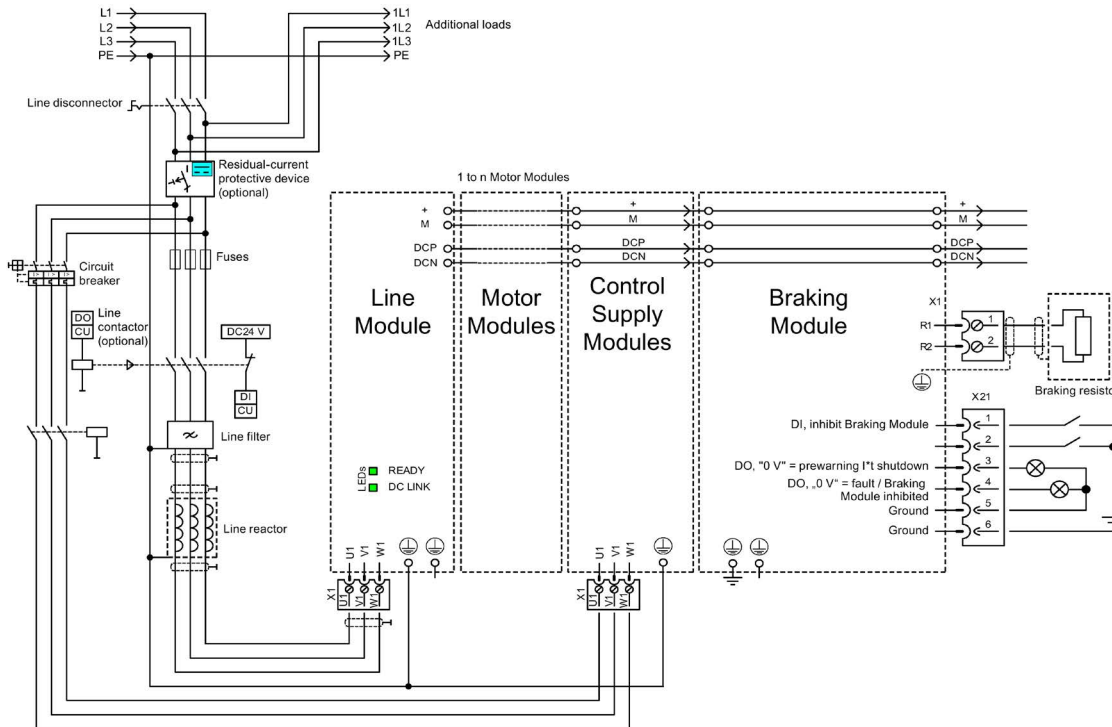 L1
1L1
L2
1L2
Additional loads
L3
1L3
PE
PE
Line disconnector
Residual-current
protective device
(optional)
1 to n Motor Modules
+
+
+
M
M
M
Fuses
DCP
DCP
DCP
DCN
DCN
DCN
Circuit
breaker
I>
I>
I>
Line
Module
Motor
Modules
Control
Supply
Modules
Braking
Module
X1
DO
CU
Line
contactor
(optional)
DC24 V
R1
1
R2
2
DI
CU
Braking resisto
X21
DI, inhibit Braking Module
1
2
Line filter
LEDs
READY
DC LINK
DO, "0 V" = prewarning I*t shutdown
3
DO, „0 V“ = fault / Braking
Module inhibited
4
Ground
5
Ground
6
Line reactor
U1
V1
W1
U1
V1
W1
X1
U1
V1
W1
X1
U1
V1
W1